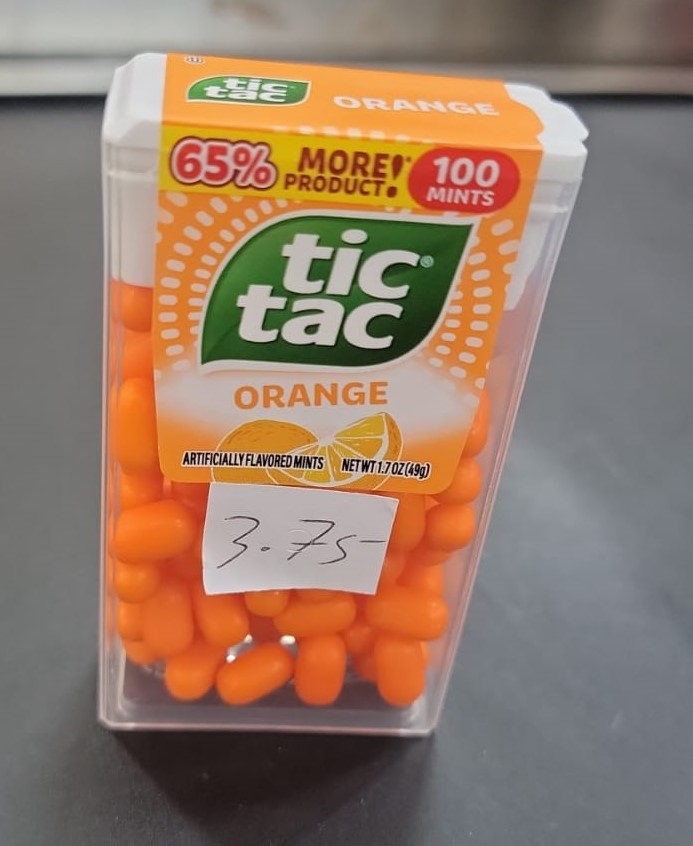 tic
tac
ORANGE
65% MORE!* 100
PRODUCT! MINTS
tic®
tac
ORANGE
ARTIFICIALLY FLAVORED MINTS NET WT 1.7 OZ (49g)
3.75